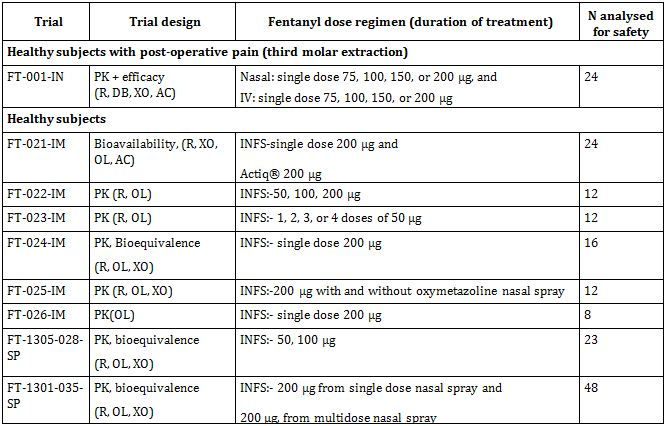 Trial Trial design Fentanyl dose regimen (duration of treatment) N analysed
for safety
Healthy subjects with post-operative pain (third molar extraction)
FT-001-IN PK + efficacy Nasal: single dose 75, 100, 150, or 200 µg, and 24
(R, DB, XO, AC) IV: single dose 75, 100, 150, or 200 µg
Healthy subjects
FT-021-IM Bioavailability, (R, XO, INFS-single dose 200 µg and 24
OL, AC) Actiq® 200 µg
FT-022-IM PK (R, OL) INFS:-50, 100, 200 µg 12
FT-023-IM PK (R, OL) INFS:- 1, 2, 3, or 4 doses of 50 µg 12
FT-024-IM PK, Bioequivalence INFS:- single dose 200 µg 16
(R, OL, XO)
FT-025-IM PK (R, OL, XO) INFS:-200 µg with and without oxymetazoline nasal spray 12
FT-026-IM PK(OL) INFS:- single dose 200 µg 8
FT-1305-028- PK, bioequivalence INFS:- 50, 100 µg 23
SP (R, OL, XO)
FT-1301-035- PK, bioequivalence INFS:- 200 µg from single dose nasal spray and 48
SP (R, OL, XO) 200 µg, from multidose nasal spray